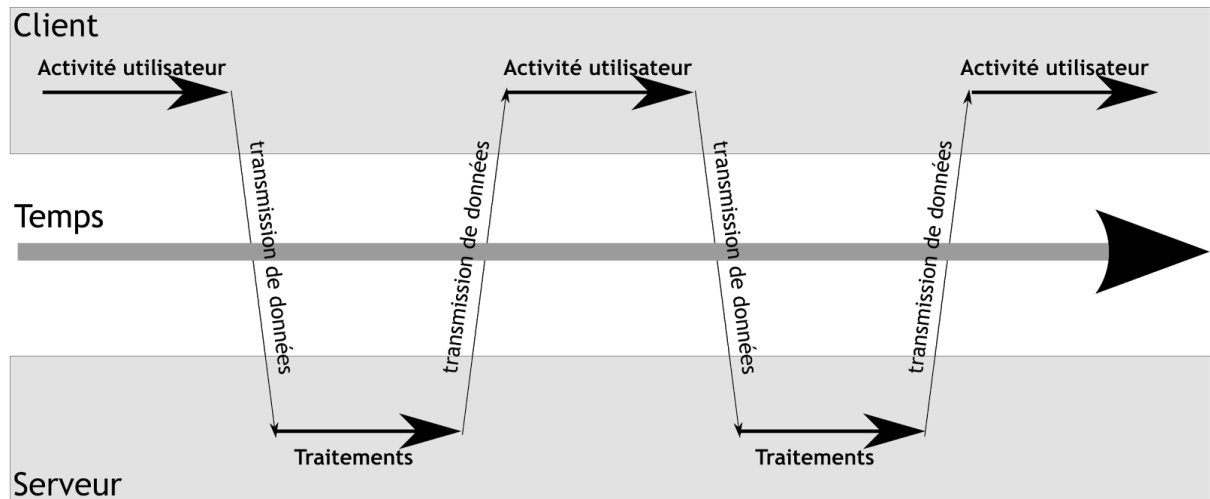 Client
Activité utilisateur
Activité utilisateur
Activité utilisateur
transmission de données
transmission de données
transmission de données
transmission de données
Temps
Traitements
Traitements
Serveur